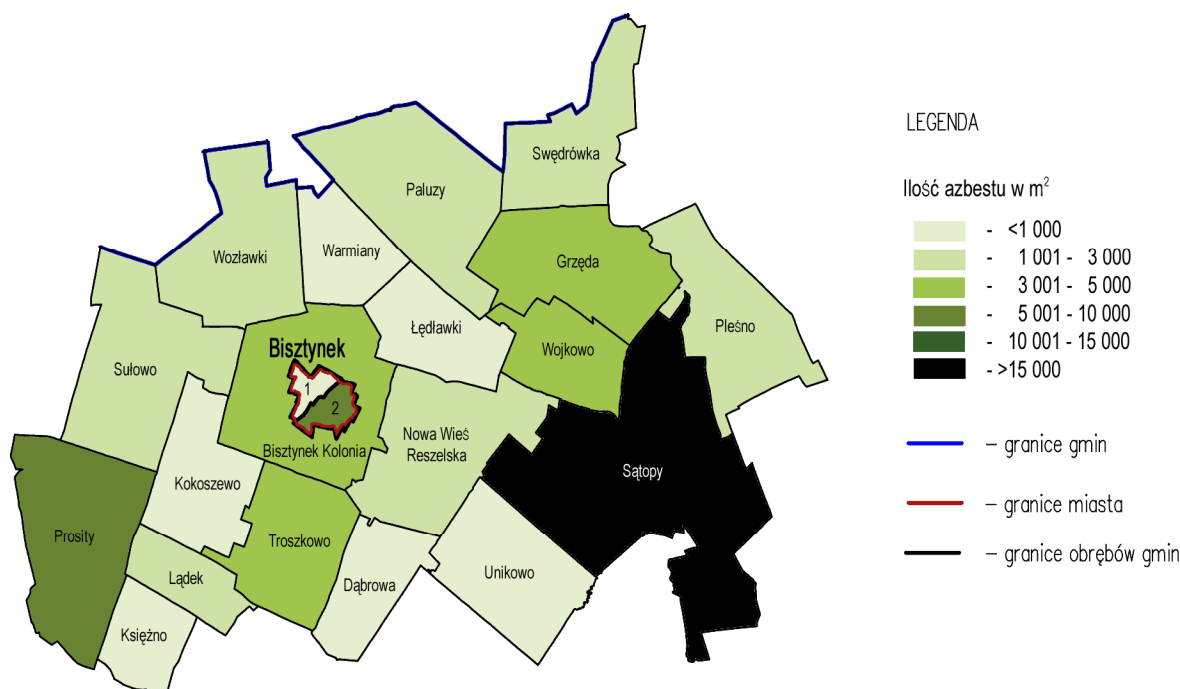 Swędrówka
LEGENDA
Paluzy
Ilość azbestu w m²
- <1 000
- 1 001 - 3 000
- 3 001 - 5 000
- 5 001 - 10 000
- 10 001 - 15 000
- >15 000
Warmiany
Wozławki
Grzęda
Łędławki
Pleśno
Bisztynek
Wojkowo
Sułowo
1
2
Nowa Wieś
Reszelska
Bisztynek Kolonia
– granice gmin
Sątopy
Kokoszewo
– granice miasta
Prosity
Troszkowo
– granice obrębów gmin
Lądek
Dąbrowa
Unikowo
Księżno